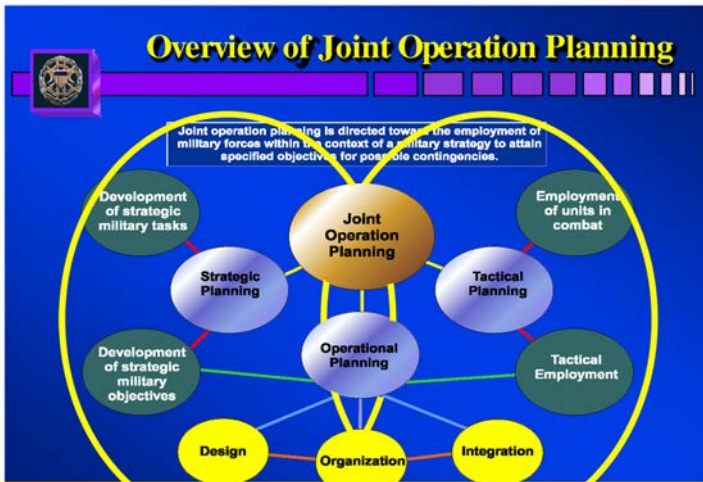 Overview of Joint Operation Planning
Joint operation planning is directed toward the employment of
military forces within the context of a military strategy to attain
specified objectives for possible contingencies.
Development
of strategic
military tasks
Joint
Operation
Planning
Employment
of units in
combat
Strategic
Planning
Tactical
Planning
Development
of strategic
military
objectives
Operational
Planning
Tactical
Employment
Design
Organization
Integration